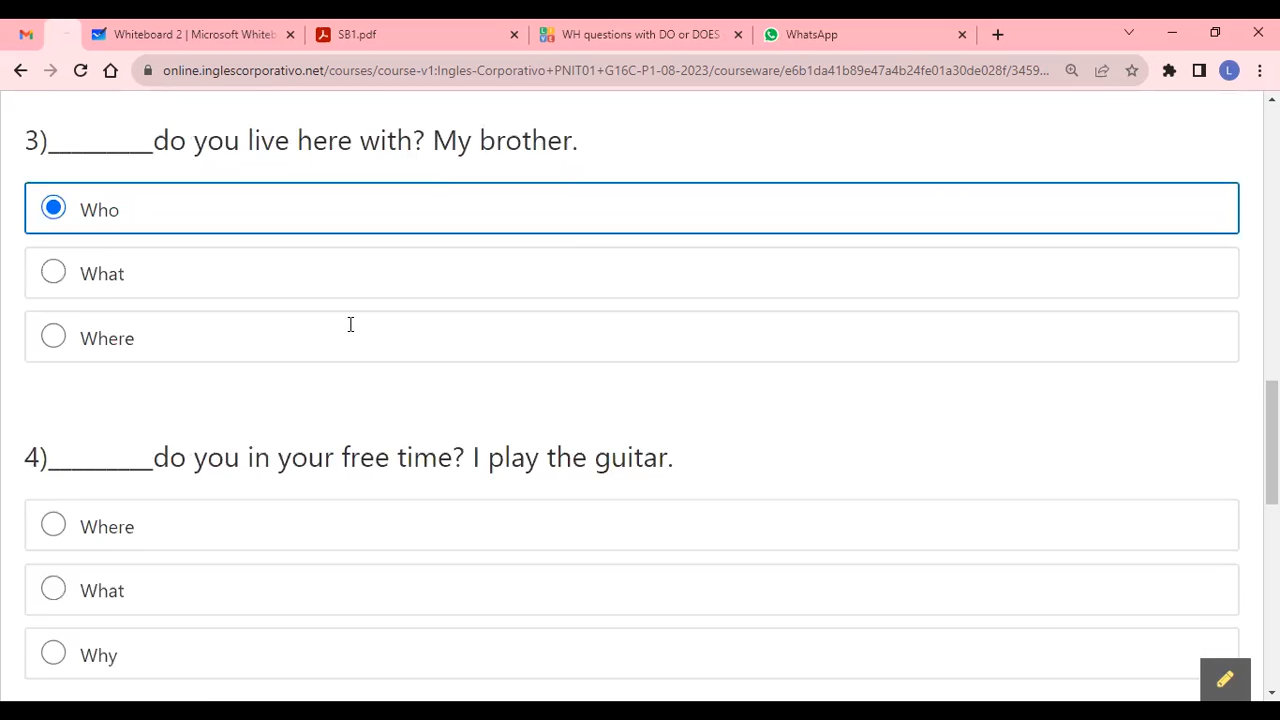 Whiteboard 2 | Microsoft Whiteb
SB1.pdf
WH questions with DO or DOES
WhatsApp
online.inglescorporativo.net/courses/course-v1:Ingles-Corporativo+PNIT01+G16C-P1-08-2023/courseware/e6b1da41b89e47a4b24fe01a30de028f/3459...
L
3)_________do you live here with? My brother.
Who
What
Where
4)_________do you in your free time? I play the guitar.
Where
What
Why